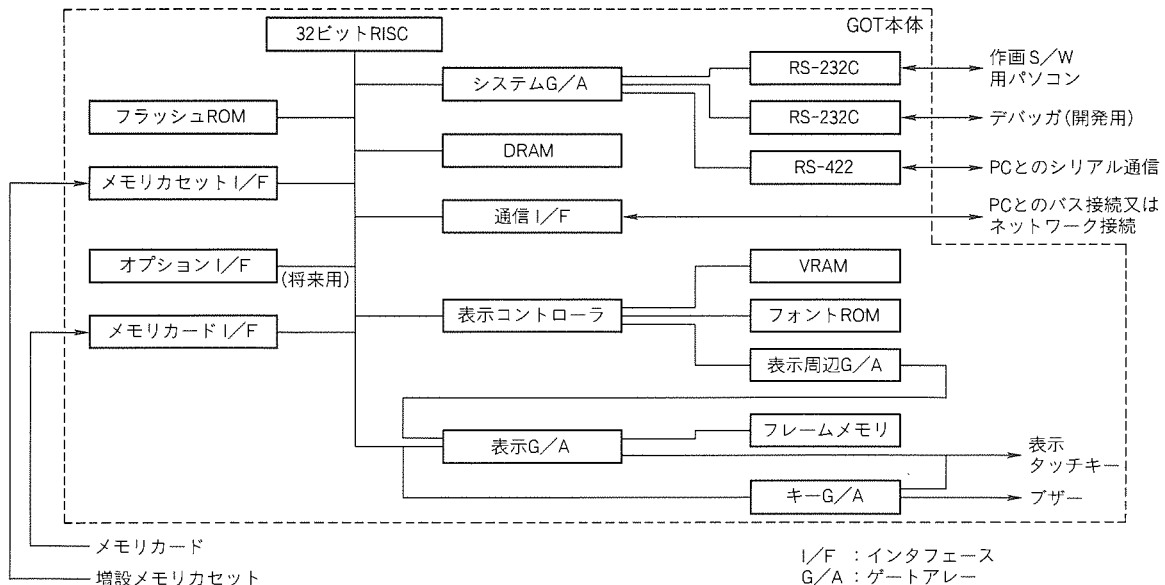 GOT本体
32ビットRISC
システムG/A
RS-232C
作画S/W
用パソコン
フラッシュROM
RS-232C
デバッガ(開発用)
DRAM
RS-422
PCとのシリアル通信
メモリカセットI/F
通信I/F
PCとのバス接続又は
ネットワーク接続
オプションI/F
(将来用)
VRAM
メモリカードI/F
表示コントローラ
フォントROM
表示周辺G/A
表示G/A
フレームメモリ
表示
タッチキー
キーG/A
ブザー
メモリカード
増設メモリカセット
I/F :インタフェース
G/A :ゲートアレー